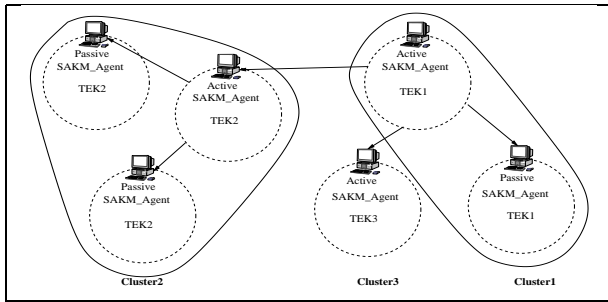 Passive
SAKM_Agent
TEK2
Active
SAKM_Agent
TEK2
Passive
SAKM_Agent
TEK2
Active
SAKM_Agent
TEK1
Active
SAKM_Agent
TEK3
Passive
SAKM_Agent
TEK1
Cluster2
Cluster3
Cluster1